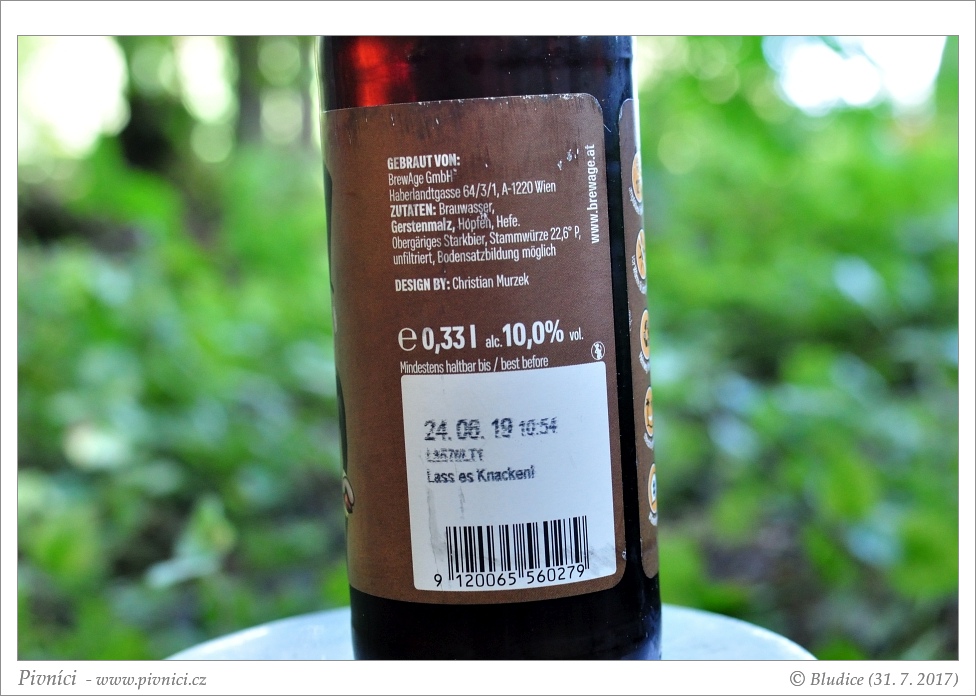 GEBRAUT VON:
BrewAge GmbH
Haberlandtgasse 64/3/1, A-1220 Wien
ZUTATEN: Brauwasser,
Gerstenmalz, Hopfen, Hefe.
Obergäriges Starkbier, Stammwürze 22,6° P,
unfiltriert, Bodensatzbildung möglich
DESIGN BY: Christian Murzek
www.brewage.at
℮ 0,33 l alc. 10,0% vol.
Mindestens haltbar bis / best before
24. 06. 19 10:54
Lass es Knacken!
9 120065 560279
Pivníci - www.pivnici.cz
© Bludice (31. 7. 2017)